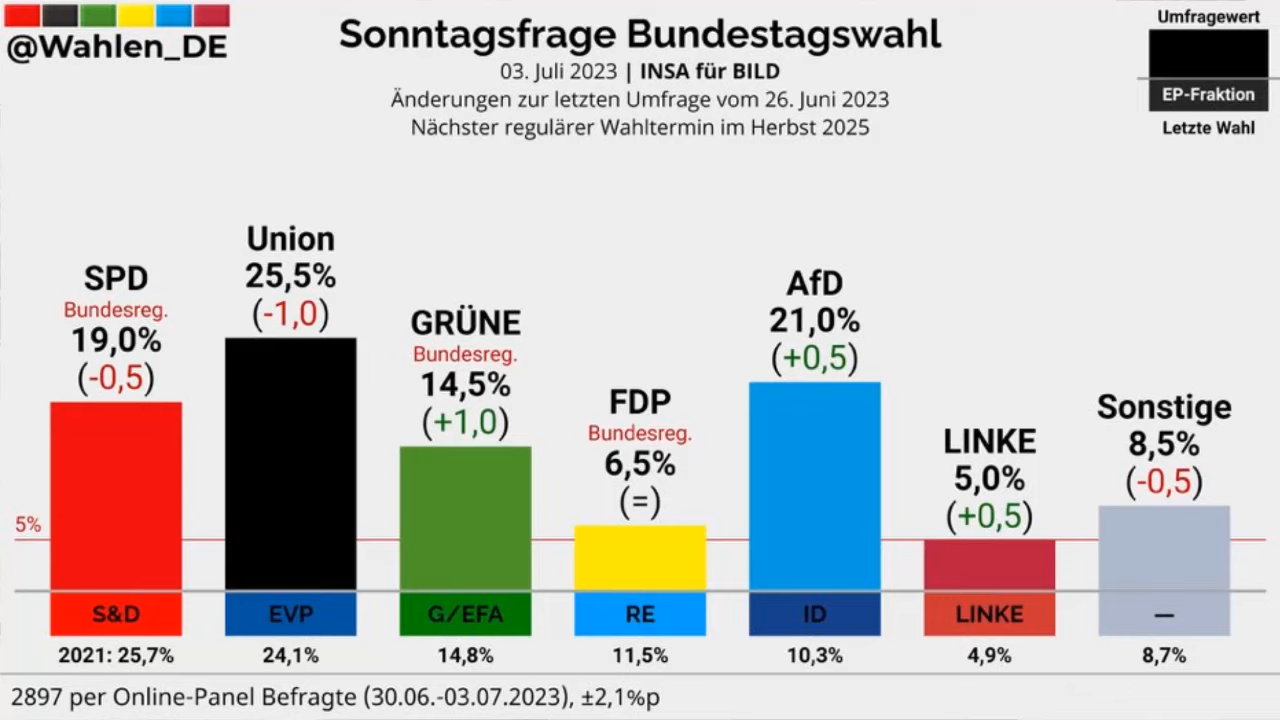 @Wahlen_DE
Sonntagsfrage Bundestagswahl
03. Juli 2023 | INSA für BILD
Änderungen zur letzten Umfrage vom 26. Juni 2023
Nächster regulärer Wahltermin im Herbst 2025
Umfragewert
EP-Fraktion
Letzte Wahl
SPD
Bundesreg.
19,0%
(-0,5)
Union
25,5%
(-1,0)
GRÜNE
Bundesreg.
14,5%
(+1,0)
FDP
Bundesreg.
6,5%
(=)
AfD
21,0%
(+0,5)
LINKE
5,0%
(+0,5)
Sonstige
8,5%
(-0,5)
5%
S&D EVP G/EFA RE ID LINKE —
2021: 25,7% 24,1% 14,8% 11,5% 10,3% 4,9% 8,7%
2897 per Online-Panel Befragte (30.06.-03.07.2023), ±2,1%p